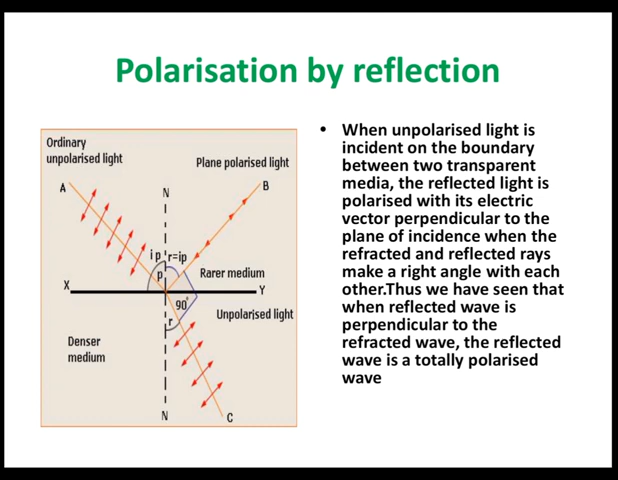 Polarisation by reflection
Ordinary
unpolarised light
Plane polarised light
A
B
N
i p
r=ip
p
Rarer medium
X
Y
90°
Unpolarised light
r
Denser
medium
N
C
• When unpolarised light is
incident on the boundary
between two transparent
media, the reflected light is
polarised with its electric
vector perpendicular to the
plane of incidence when the
refracted and reflected rays
make a right angle with each
other.Thus we have seen that
when reflected wave is
perpendicular to the
refracted wave, the reflected
wave is a totally polarised
wave